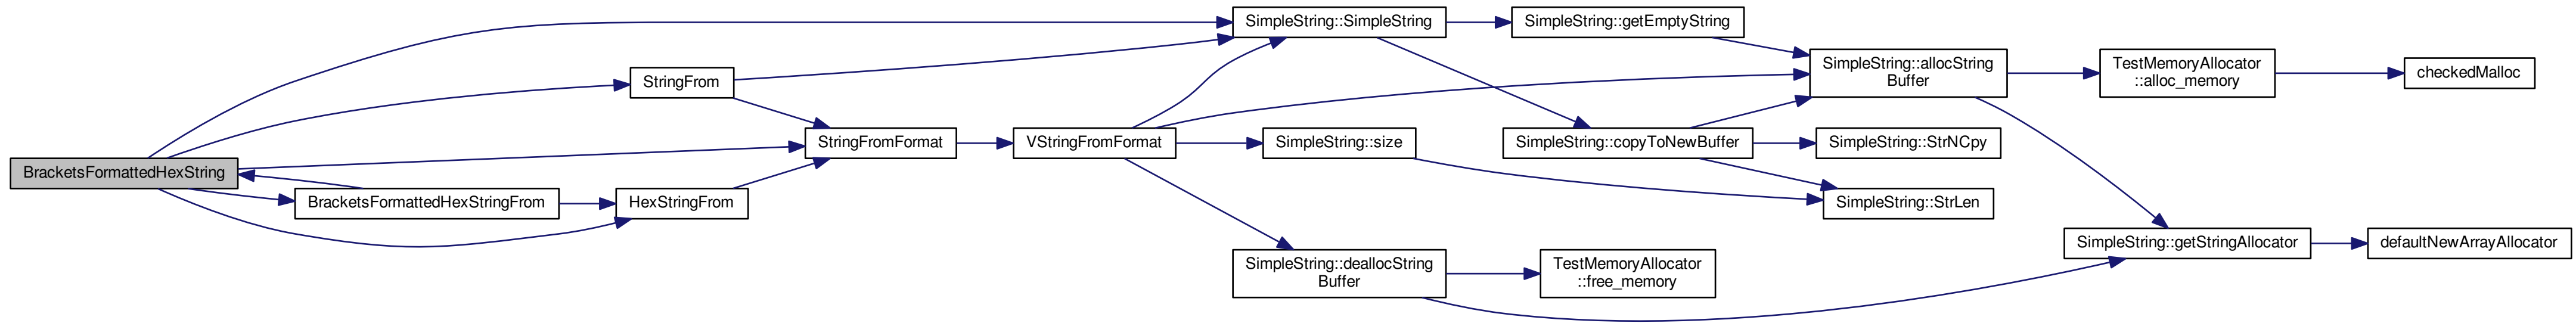 BracketsFormattedHexString
BracketsFormattedHexStringFrom
StringFrom
HexStringFrom
StringFromFormat
VStringFromFormat
SimpleString::SimpleString
SimpleString::size
SimpleString::deallocString
Buffer
SimpleString::getEmptyString
SimpleString::copyToNewBuffer
TestMemoryAllocator
::free_memory
SimpleString::allocString
Buffer
SimpleString::StrNCpy
SimpleString::StrLen
TestMemoryAllocator
::alloc_memory
SimpleString::getStringAllocator
checkedMalloc
defaultNewArrayAllocator